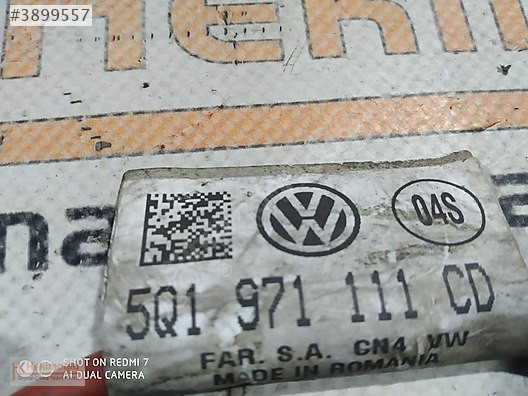 #3899557
04S
5Q1 971 111 CD
FAR. S.A. CN4 VW
MADE IN ROMANIA
SHOT ON REDMI 7
AI DUAL CAMERA